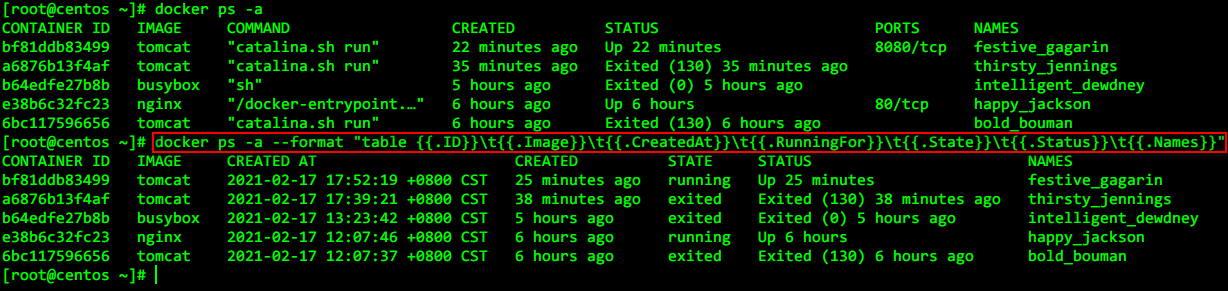 [root@centos ~]# docker ps -a
CONTAINER ID   IMAGE     COMMAND                  CREATED          STATUS                        PORTS      NAMES
bf81ddb83499   tomcat    "catalina.sh run"        22 minutes ago   Up 22 minutes                 8080/tcp   festive_gagarin
a6876b13f4af   tomcat    "catalina.sh run"        35 minutes ago   Exited (130) 35 minutes ago              thirsty_jennings
b64edfe27b8b   busybox   "sh"                     5 hours ago      Exited (0) 5 hours ago                   intelligent_dewdney
e38b6c32fc23   nginx     "/docker-entrypoint.…"   6 hours ago      Up 6 hours                    80/tcp     happy_jackson
6bc117596656   tomcat    "catalina.sh run"        6 hours ago      Exited (130) 6 hours ago                 bold_bouman
[root@centos ~]# docker ps -a --format "table {{.ID}}\t{{.Image}}\t{{.CreatedAt}}\t{{.RunningFor}}\t{{.State}}\t{{.Status}}\t{{.Names}}"
CONTAINER ID   IMAGE     CREATED AT                      CREATED          STATE     STATUS                        NAMES
bf81ddb83499   tomcat    2021-02-17 17:52:19 +0800 CST   25 minutes ago   running   Up 25 minutes                 festive_gagarin
a6876b13f4af   tomcat    2021-02-17 17:39:21 +0800 CST   38 minutes ago   exited    Exited (130) 38 minutes ago   thirsty_jennings
b64edfe27b8b   busybox   2021-02-17 13:23:42 +0800 CST   5 hours ago      exited    Exited (0) 5 hours ago        intelligent_dewdney
e38b6c32fc23   nginx     2021-02-17 12:07:46 +0800 CST   6 hours ago      running   Up 6 hours                    happy_jackson
6bc117596656   tomcat    2021-02-17 12:07:37 +0800 CST   6 hours ago      exited    Exited (130) 6 hours ago      bold_bouman
[root@centos ~]#